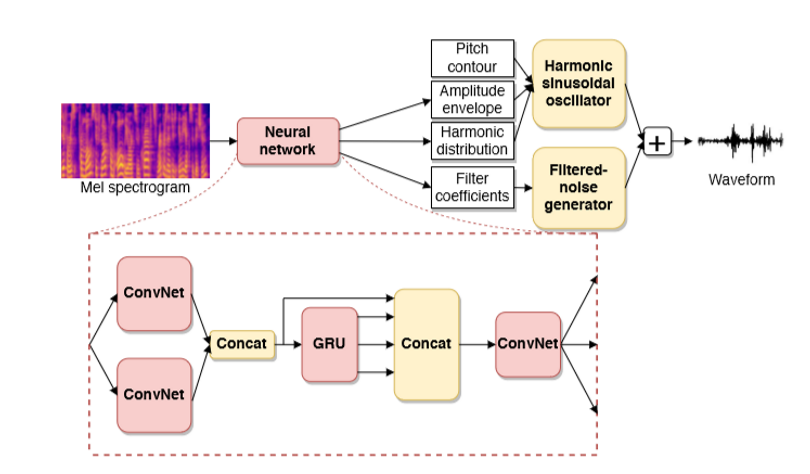 Pitch
contour
Amplitude
envelope
Harmonic
distribution
Filter
coefficients
Harmonic
sinusoidal
oscillator
Filtered-
noise
generator
Neural
network
Mel spectrogram
+
Waveform
ConvNet
ConvNet
Concat
GRU
Concat
ConvNet